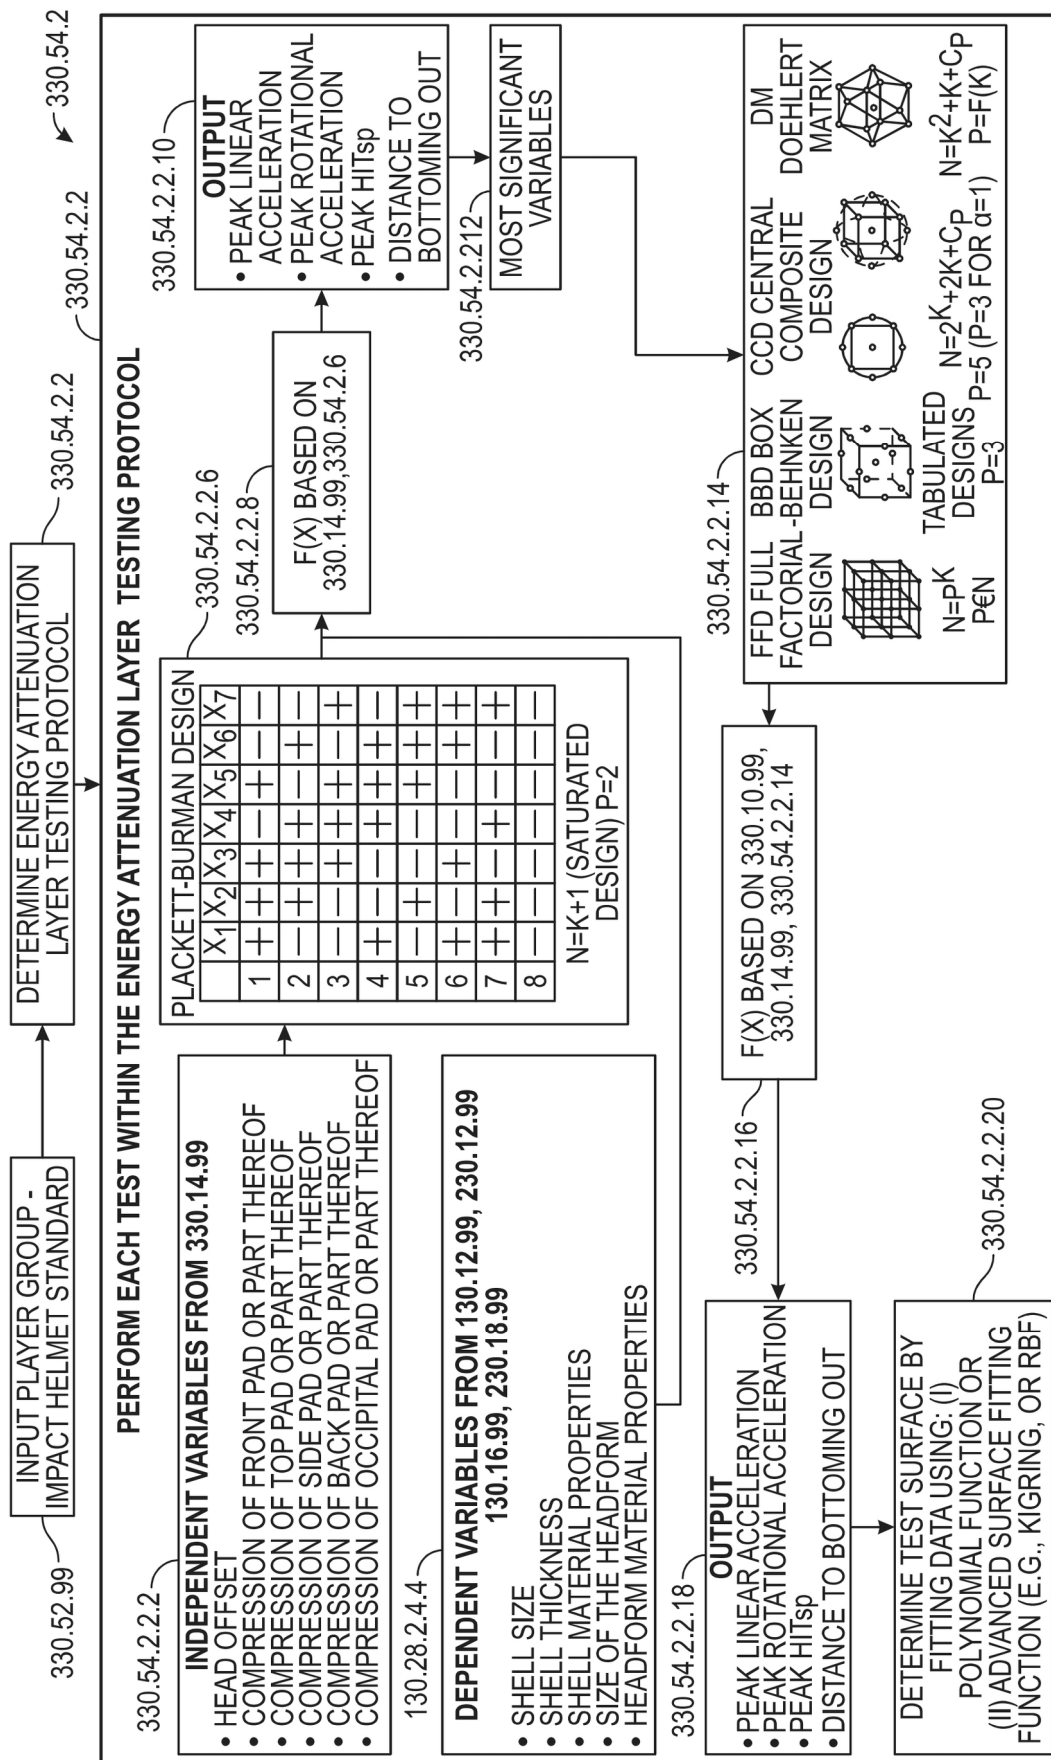 330.54.2
INPUT PLAYER GROUP -
IMPACT HELMET STANDARD
330.52.99
DETERMINE ENERGY ATTENUATION
LAYER TESTING PROTOCOL
330.54.2.2
330.54.2.2
PERFORM EACH TEST WITHIN THE ENERGY ATTENUATION LAYER TESTING PROTOCOL
330.54.2.2.2
INDEPENDENT VARIABLES FROM 330.14.99
• HEAD OFFSET
• COMPRESSION OF FRONT PAD OR PART THEREOF
• COMPRESSION OF TOP PAD OR PART THEREOF
• COMPRESSION OF SIDE PAD OR PART THEREOF
• COMPRESSION OF BACK PAD OR PART THEREOF
• COMPRESSION OF OCCIPITAL PAD OR PART THEREOF
130.28.2.4.4
DEPENDENT VARIABLES FROM 130.12.99, 230.12.99
130.16.99, 230.18.99
• SHELL SIZE
• SHELL THICKNESS
• SHELL MATERIAL PROPERTIES
• SIZE OF THE HEADFORM
• HEADFORM MATERIAL PROPERTIES
330.54.2.2.6
PLACKETT-BURMAN DESIGN
X1 X2 X3 X4 X5 X6 X7
1 + + + − + − −
2 − + + + − + −
3 − − + + + − +
4 + − − + + + −
5 − + − − + + +
6 + − + − − + +
7 + + − + − − +
8 − − − − − − −
N=K+1 (SATURATED
DESIGN) P=2
330.54.2.2.8
F(X) BASED ON
330.14.99,330.54.2.6
330.54.2.2.10
OUTPUT
• PEAK LINEAR
ACCELERATION
• PEAK ROTATIONAL
ACCELERATION
• PEAK HITsp
• DISTANCE TO
BOTTOMING OUT
330.54.2.212
MOST SIGNIFICANT
VARIABLES
330.54.2.2.14
FFD FULL
FACTORIAL-
DESIGN
N=P^K
P€N
BBD BOX
BEHNKEN
DESIGN
TABULATED
DESIGNS
P=3
CCD CENTRAL
COMPOSITE
DESIGN
N=2^K+2K+CP
P=5 (P=3 FOR α=1)
DM
DOEHLERT
MATRIX
N=K²+K+CP
P=F(K)
330.54.2.2.16
F(X) BASED ON 330.10.99,
330.14.99, 330.54.2.2.14
330.54.2.2.18
OUTPUT
• PEAK LINEAR ACCELERATION
• PEAK ROTATIONAL ACCELERATION
• PEAK HITsp
• DISTANCE TO BOTTOMING OUT
330.54.2.2.20
DETERMINE TEST SURFACE BY
FITTING DATA USING: (I)
POLYNOMIAL FUNCTION OR
(II) ADVANCED SURFACE FITTING
FUNCTION (E.G., KIGRING, OR RBF)